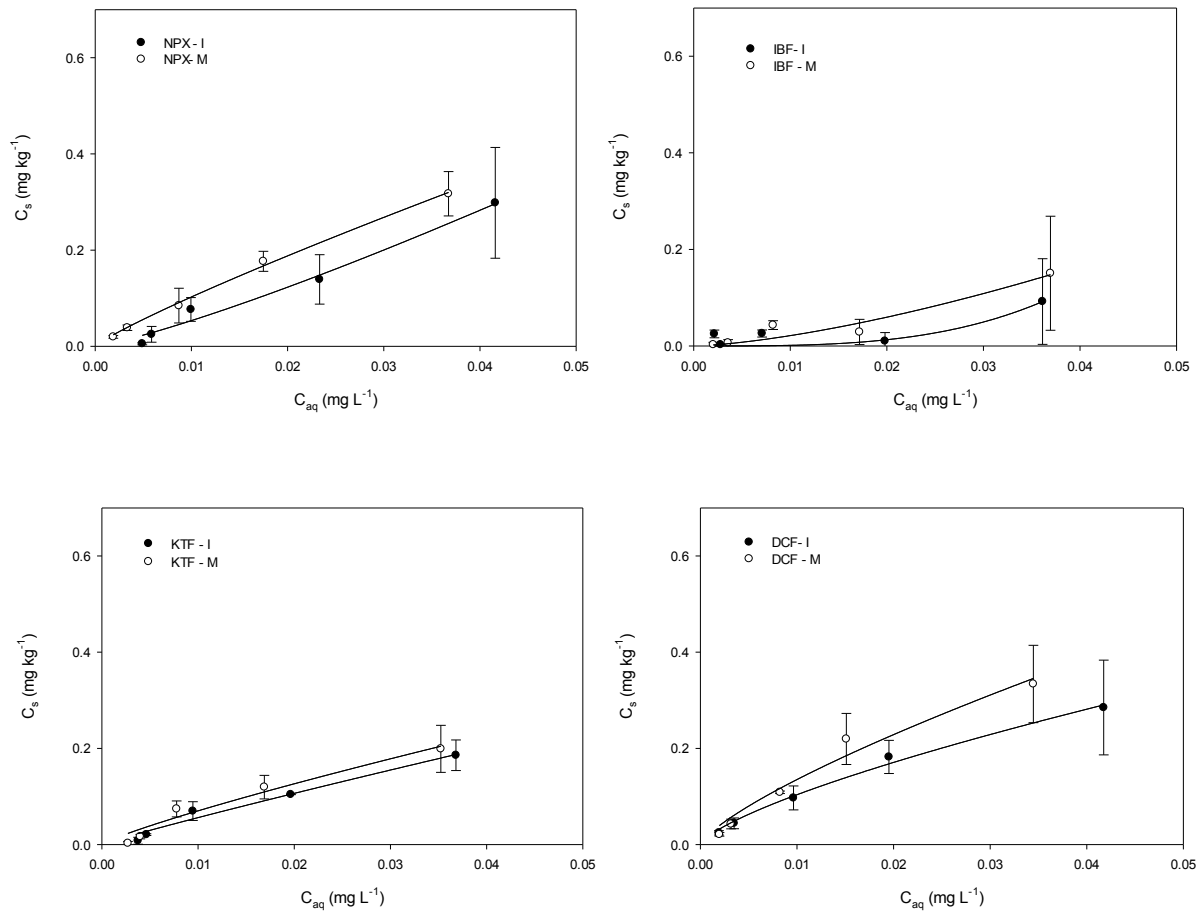 NPX - I
NPX- M
0.6
0.4
0.2
0.0
C_s (mg kg^-1)
0.00 0.01 0.02 0.03 0.04 0.05
C_aq (mg L^-1)
IBF- I
IBF - M
0.6
0.4
0.2
0.0
C_s (mg kg^-1)
0.00 0.01 0.02 0.03 0.04 0.05
C_aq (mg L^-1)
KTF - I
KTF - M
0.6
0.4
0.2
0.0
C_s (mg kg^-1)
0.00 0.01 0.02 0.03 0.04 0.05
C_aq (mg L^-1)
DCF- I
DCF - M
0.6
0.4
0.2
0.0
C_s (mg kg^-1)
0.00 0.01 0.02 0.03 0.04 0.05
C_aq (mg L^-1)